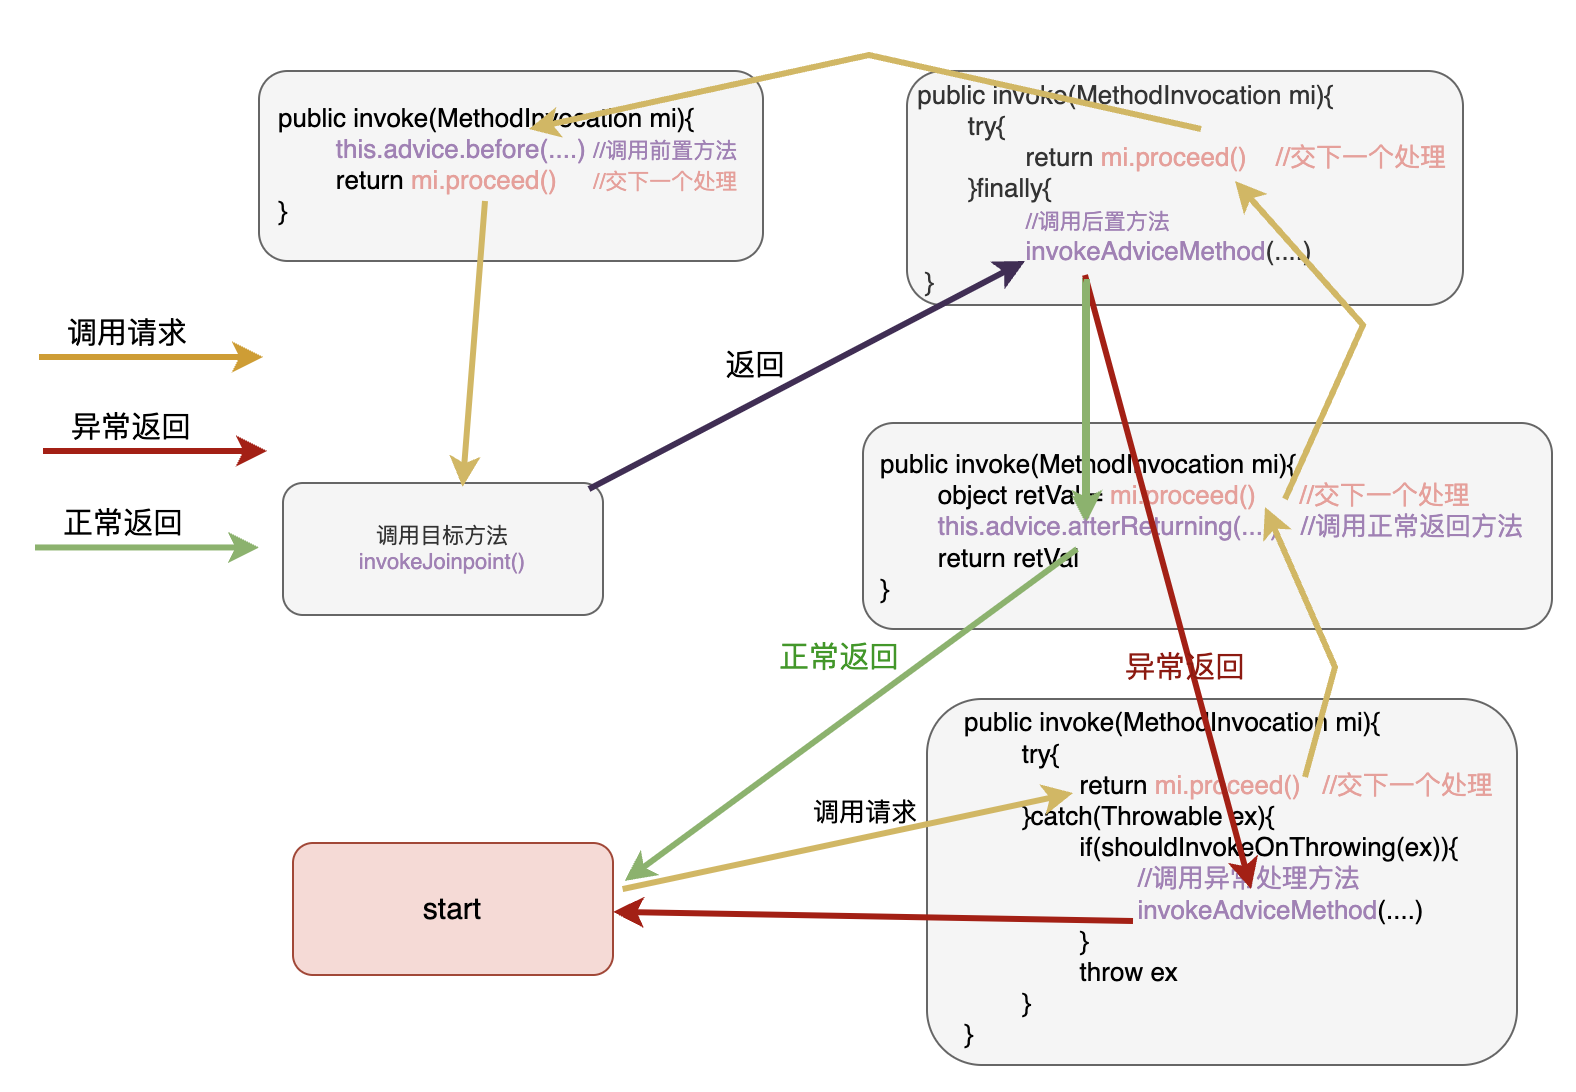 public invoke(MethodInvocation mi){
this.advice.before(....) //调用前置方法
return mi.proceed() //交下一个处理
}
public invoke(MethodInvocation mi){
try{
return mi.proceed() //交下一个处理
}finally{
//调用后置方法
invokeAdviceMethod(....)
}
调用请求
异常返回
正常返回
返回
调用目标方法
invokeJoinpoint()
public invoke(MethodInvocation mi){
object retVal = mi.proceed() //交下一个处理
this.advice.afterReturning(....) //调用正常返回方法
return retVal
}
正常返回
异常返回
调用请求
start
public invoke(MethodInvocation mi){
try{
return mi.proceed() //交下一个处理
}catch(Throwable ex){
if(shouldInvokeOnThrowing(ex)){
//调用异常处理方法
invokeAdviceMethod(....)
}
throw ex
}
}